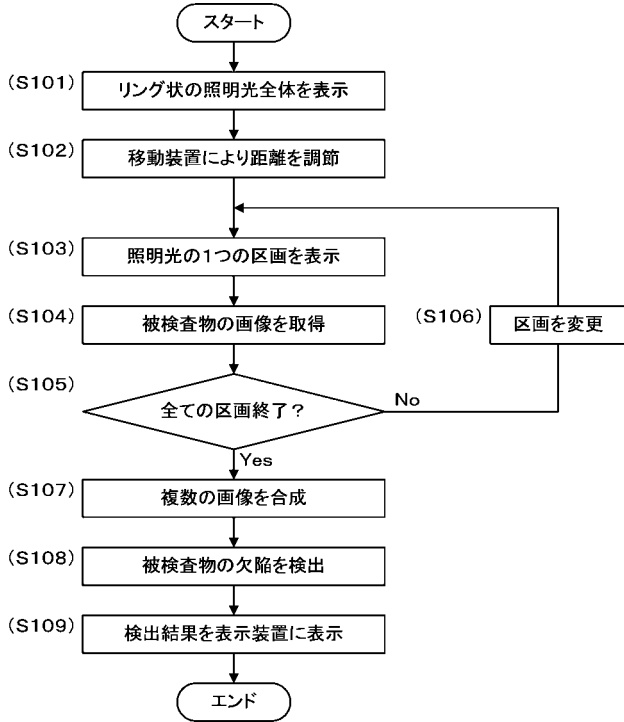 スタート
(S101)
リング状の照明光全体を表示
(S102)
移動装置により距離を調節
(S103)
照明光の1つの区画を表示
(S104)
被検査物の画像を取得
(S106)
区画を変更
(S105)
全ての区画終了?
No
Yes
(S107)
複数の画像を合成
(S108)
被検査物の欠陥を検出
(S109)
検出結果を表示装置に表示
エンド